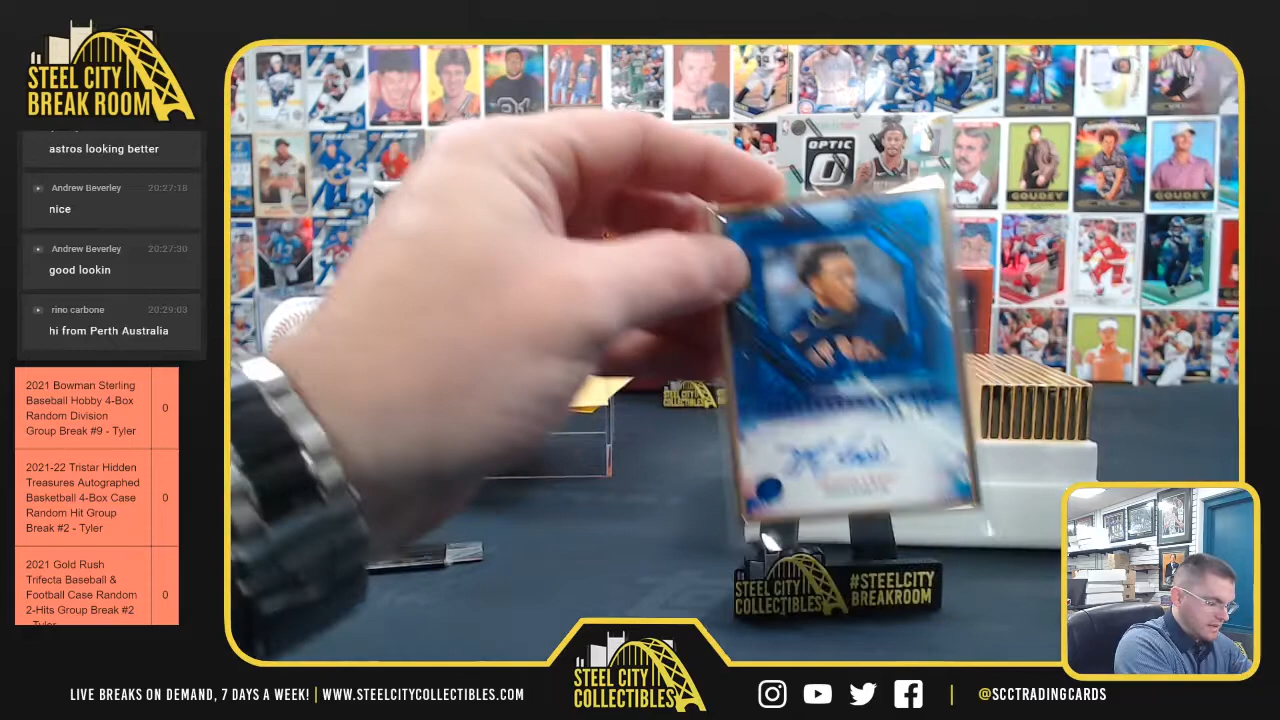 STEEL CITY
BREAK ROOM
astros looking better
Andrew Beverley 20:27:18
nice
Andrew Beverley 20:27:30
good lookin
rino carbone 20:29:03
hi from Perth Australia
2021 Bowman Sterling
Baseball Hobby 4-Box
Random Division
Group Break #9 - Tyler
0
2021-22 Tristar Hidden
Treasures Autographed
Basketball 4-Box Case
Random Hit Group
Break #2 - Tyler
0
2021 Gold Rush
Trifecta Baseball &
Football Case Random
2-Hits Group Break #2
- Tyler
0
OPTIC
GOUDEY
GOUDEY
STEEL CITY
COLLECTIBLES
STEEL CITY
COLLECTIBLES
#STEELCITY
BREAKROOM
STEEL CITY
COLLECTIBLES
LIVE BREAKS ON DEMAND, 7 DAYS A WEEK! | WWW.STEELCITYCOLLECTIBLES.COM
| @SCCTRADINGCARDS